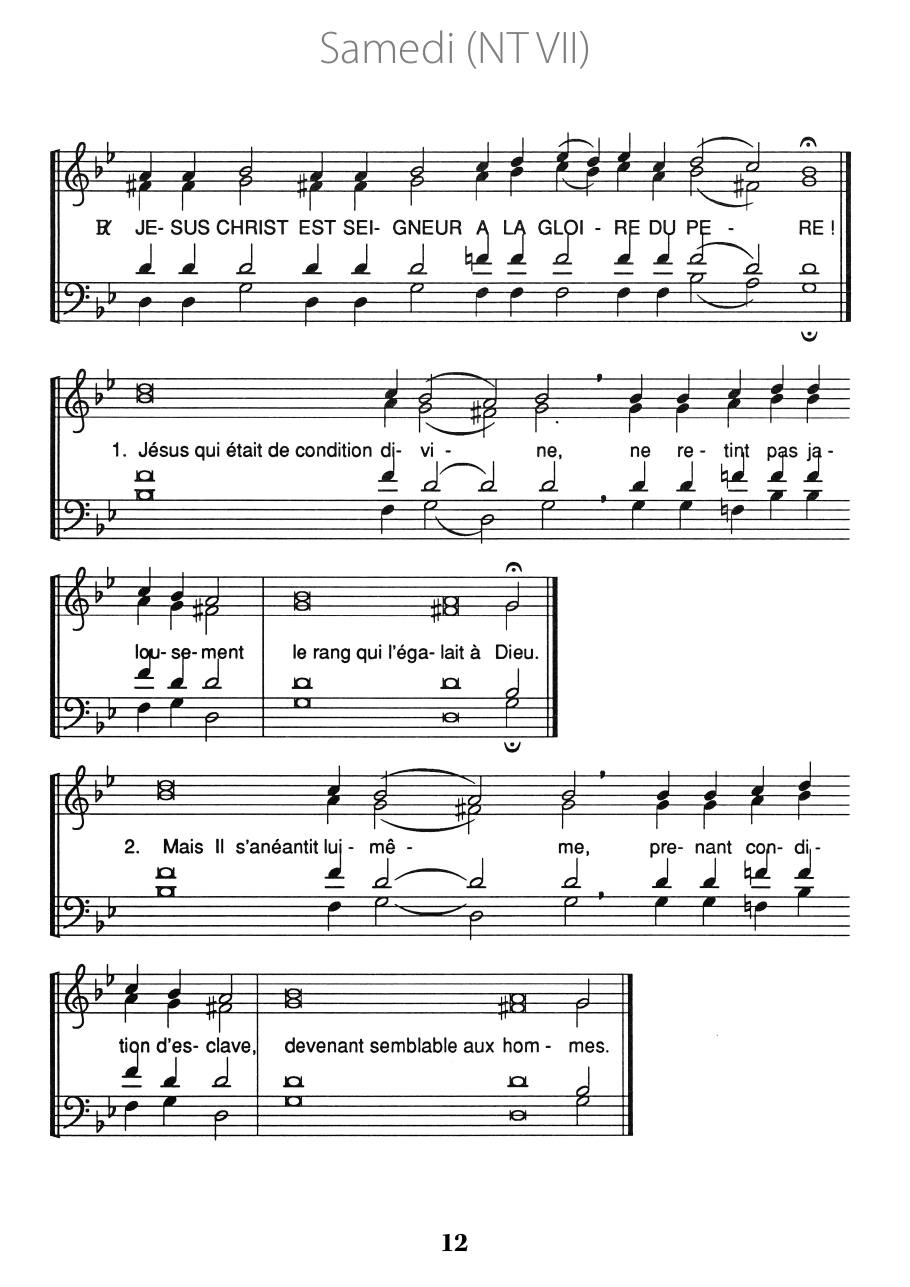 Samedi (NT VII)
℟ JE- SUS CHRIST EST SEI- GNEUR A LA GLOI - RE DU PE - RE !
1. Jésus qui était de condition di- vi - ne, ne re - tint pas ja-
lou- se- ment le rang qui l'éga- lait à Dieu.
2. Mais Il s'anéantit lui - mê - me, pre- nant con- di-
tion d'es- clave, devenant semblable aux hom - mes.
12